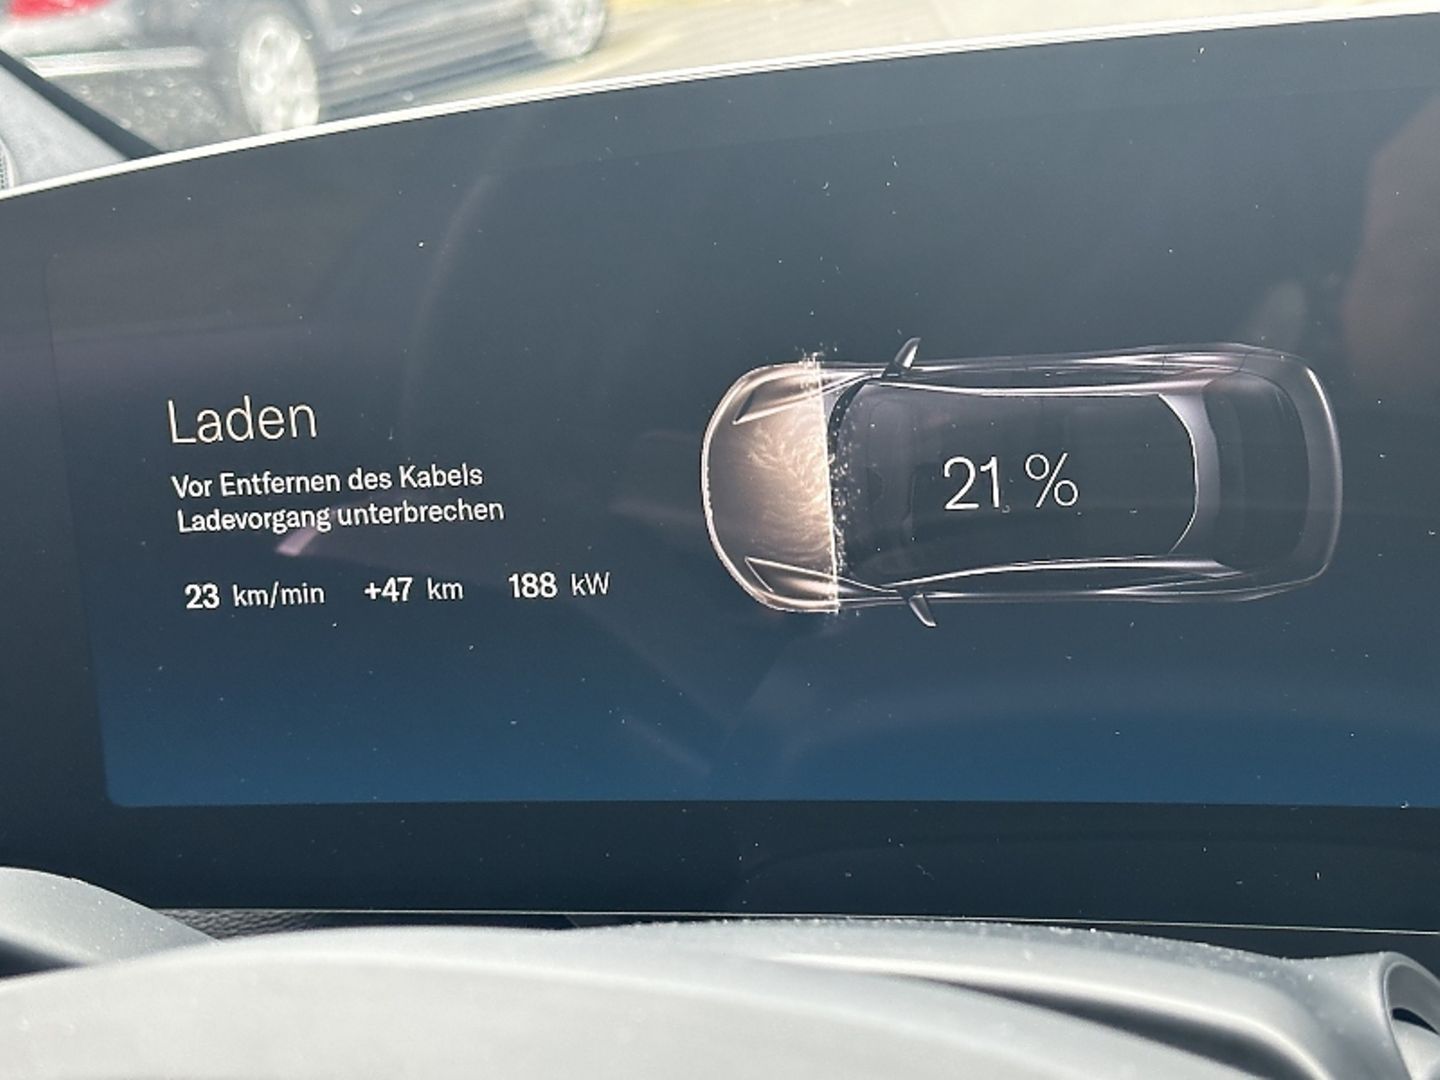 Laden
Vor Entfernen des Kabels
Ladevorgang unterbrechen
23 km/min +47 km 188 kW
21 %